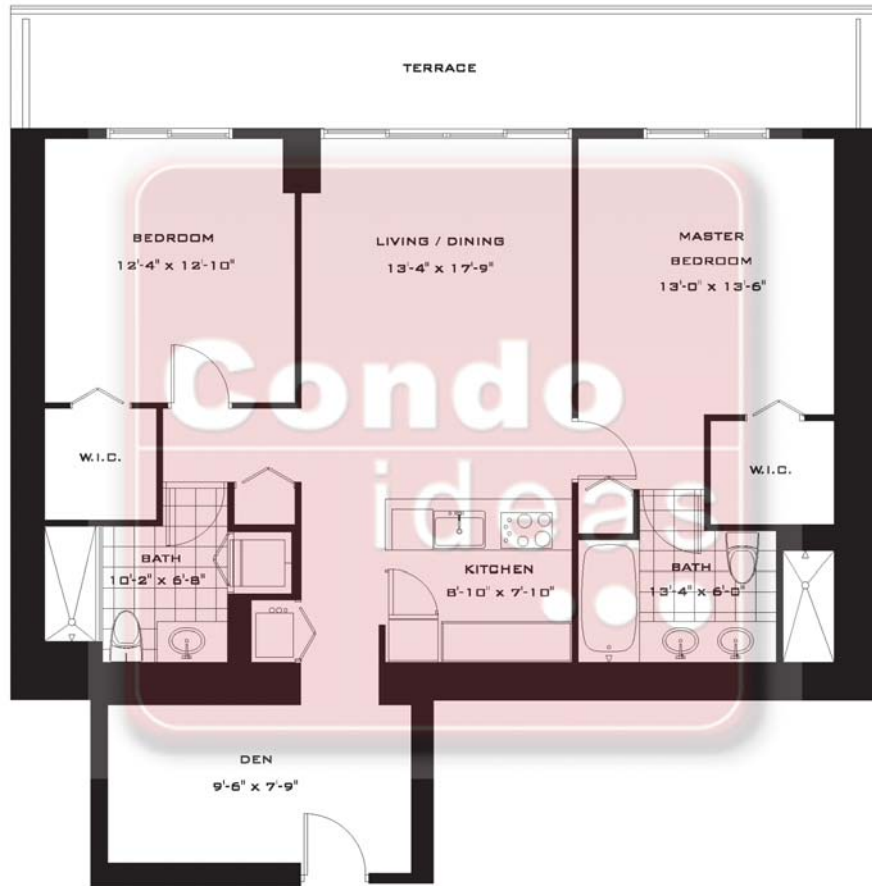 TERRACE
BEDROOM
12'-4" x 12'-10"
LIVING / DINING
13'-4" x 17'-9"
MASTER
BEDROOM
13'-0" x 13'-6"
Condo
ideas
W.I.C.
W.I.C.
BATH
10'-2" x 6'-8"
KITCHEN
8'-10" x 7'-10"
BATH
13'-4" x 6'-0"
DEN
9'-6" x 7'-9"